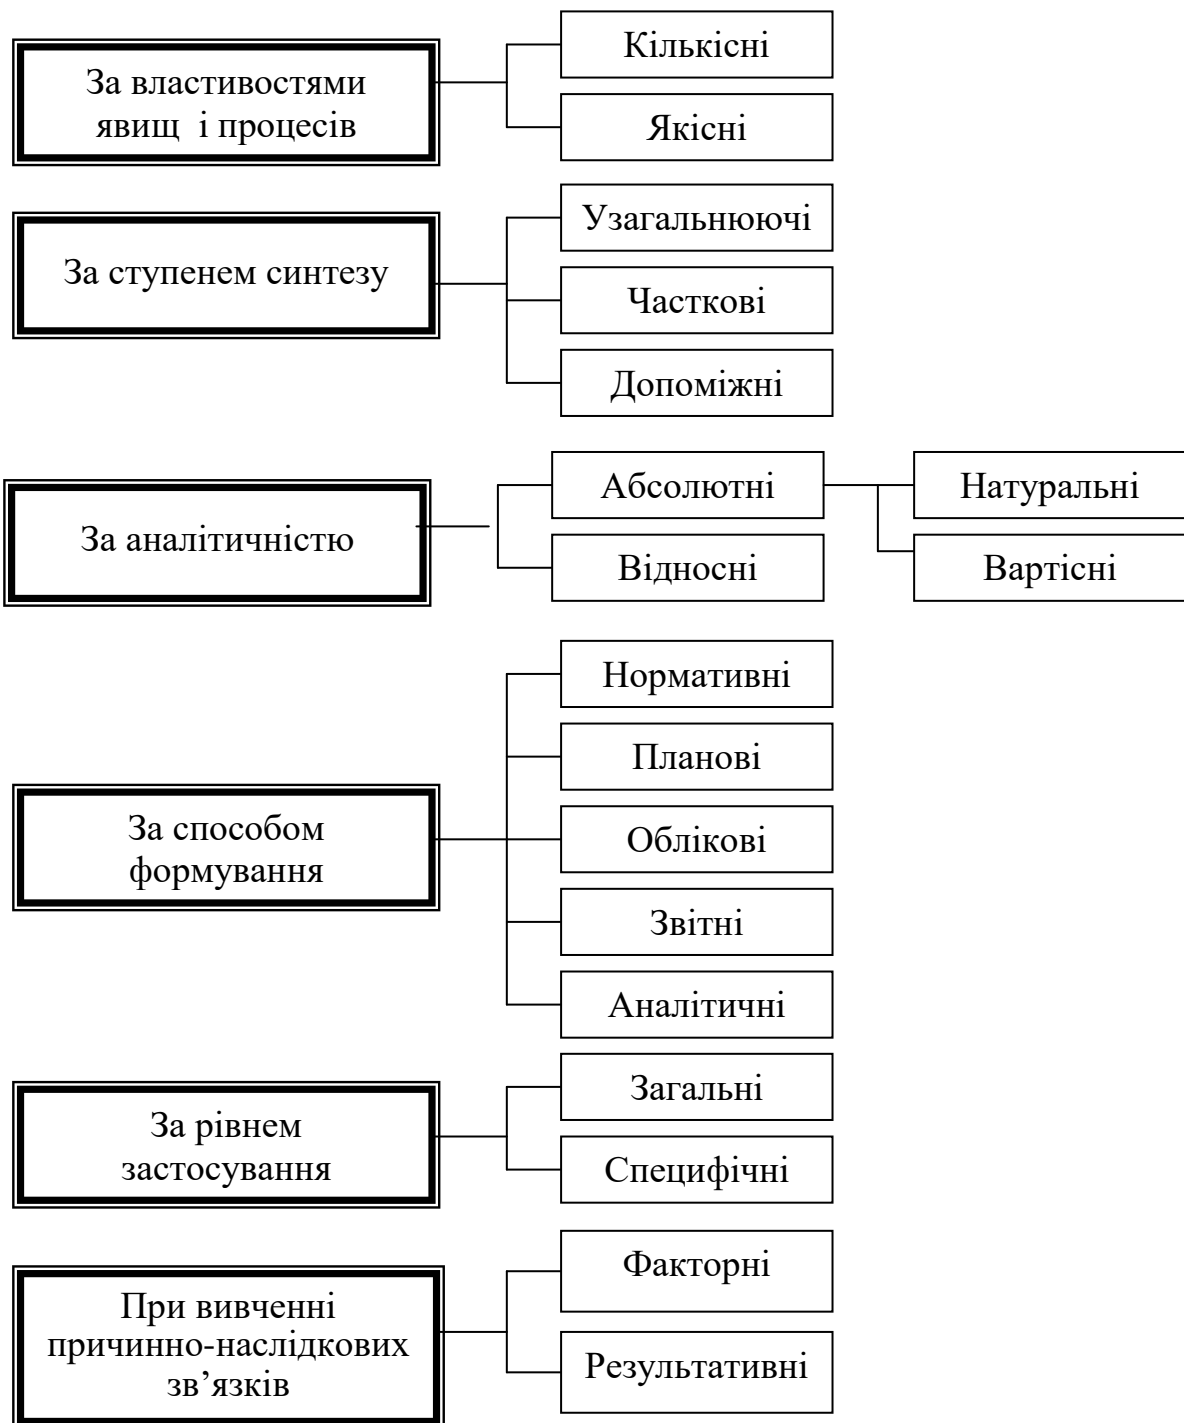 За властивостями
явищ і процесів
Кількісні
Якісні
За ступенем синтезу
Узагальнюючі
Часткові
Допоміжні
За аналітичністю
Абсолютні
Відносні
Натуральні
Вартісні
За способом
формування
Нормативні
Планові
Облікові
Звітні
Аналітичні
За рівнем
застосування
Загальні
Специфічні
При вивченні
причинно-наслідкових
зв’язків
Факторні
Результативні